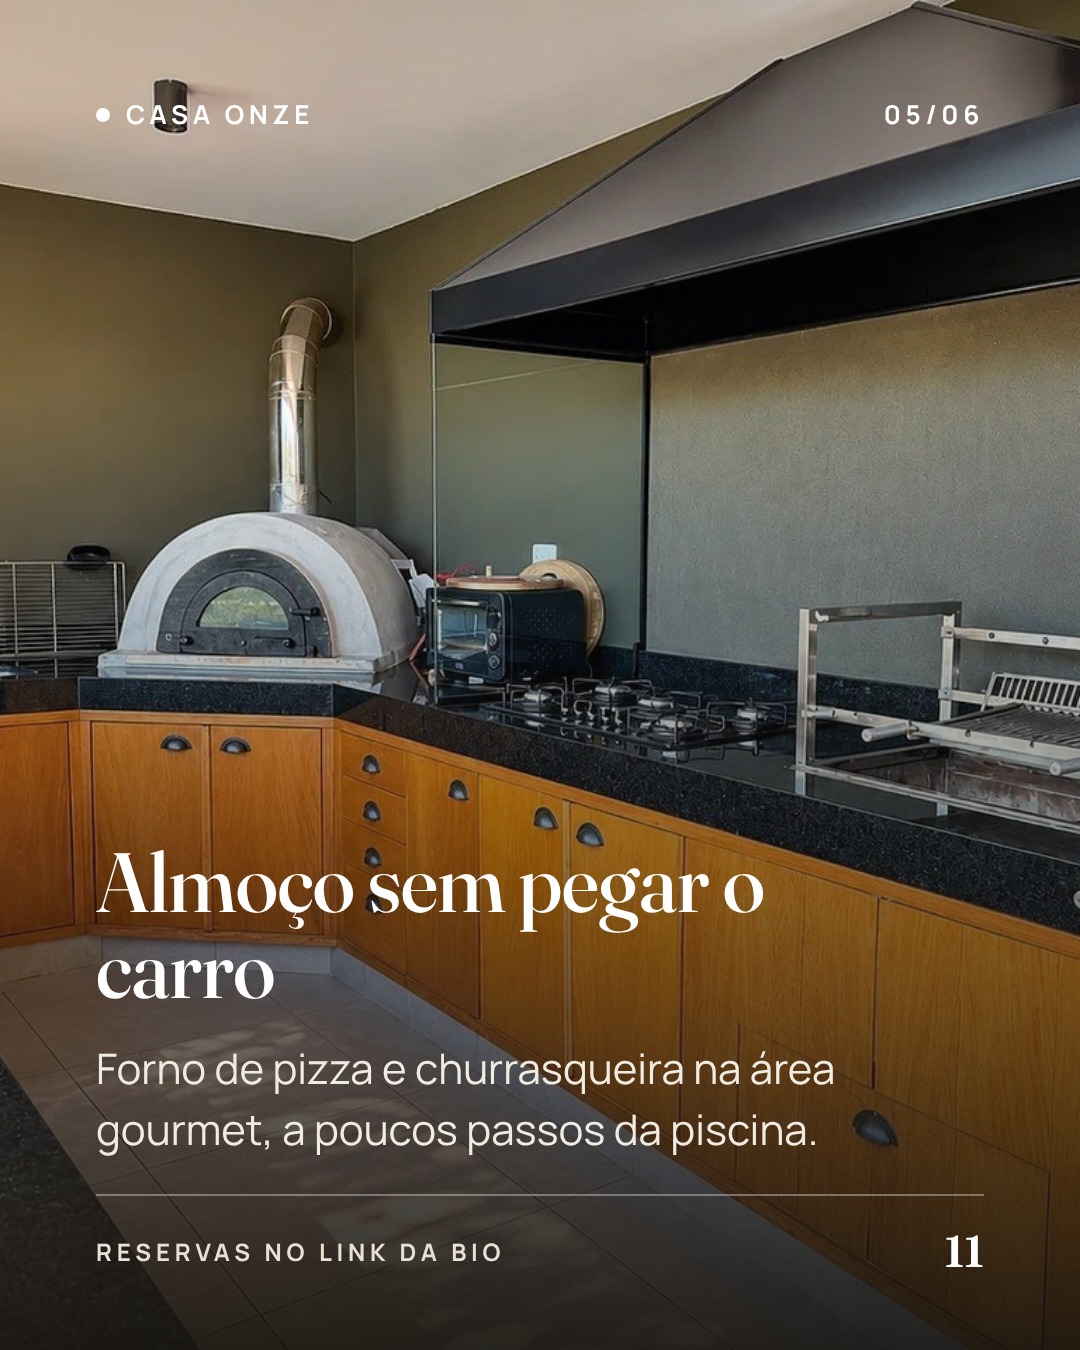 CASA ONZE
05/06
Almoço sem pegar o
carro
Forno de pizza e churrasqueira na área
gourmet, a poucos passos da piscina.
RESERVAS NO LINK DA BIO
11